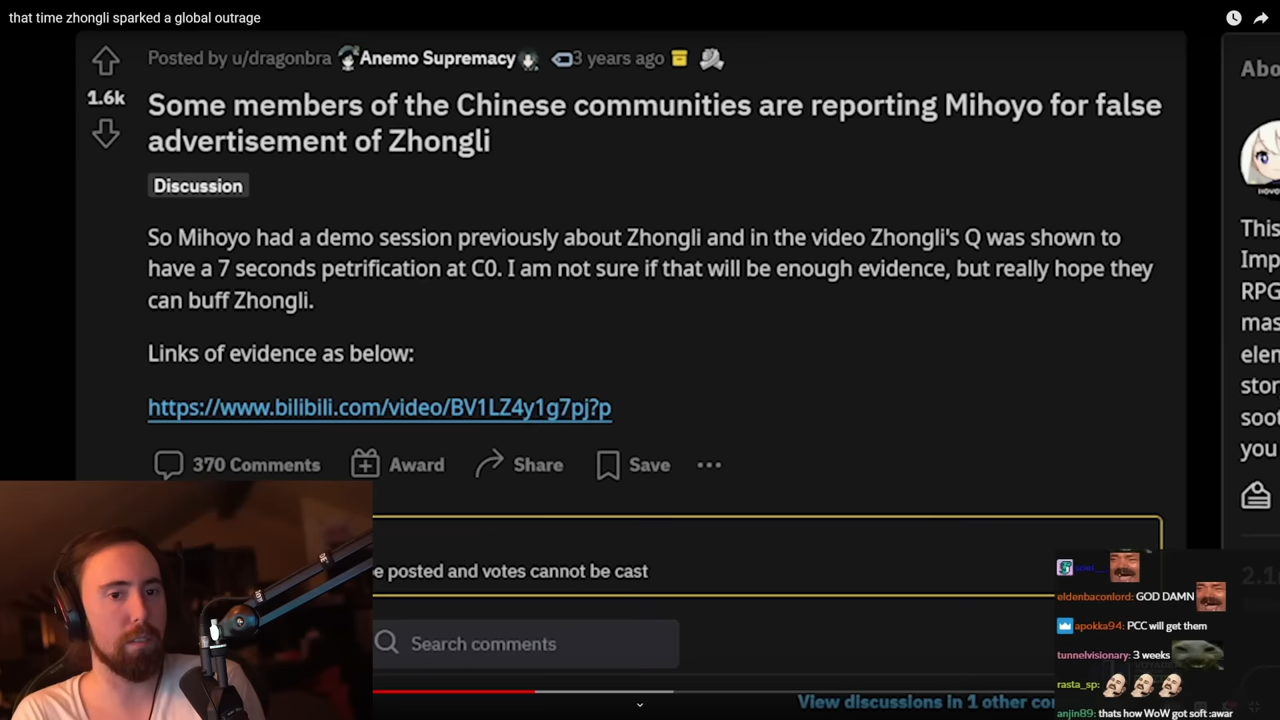 that time zhongli sparked a global outrage
Posted by u/dragonbra Anemo Supremacy 3 years ago
1.6k
Some members of the Chinese communities are reporting Mihoyo for false
advertisement of Zhongli
Discussion
So Mihoyo had a demo session previously about Zhongli and in the video Zhongli's Q was shown to
have a 7 seconds petrification at C0. I am not sure if that will be enough evidence, but really hope they
can buff Zhongli.
Links of evidence as below:
https://www.bilibili.com/video/BV1LZ4y1g7pj?p
370 Comments Award Share Save
e posted and votes cannot be cast
Search comments
View discussions in 1 other co
Abo
This
Imp
RPG
mas
elen
stor
soot
you
2.1
eldenbaconlord: GOD DAMN
apokka94: PCC will get them
tunnelvisionary: 3 weeks
rasta_sp:
anjin89: thats how WoW got soft :awar